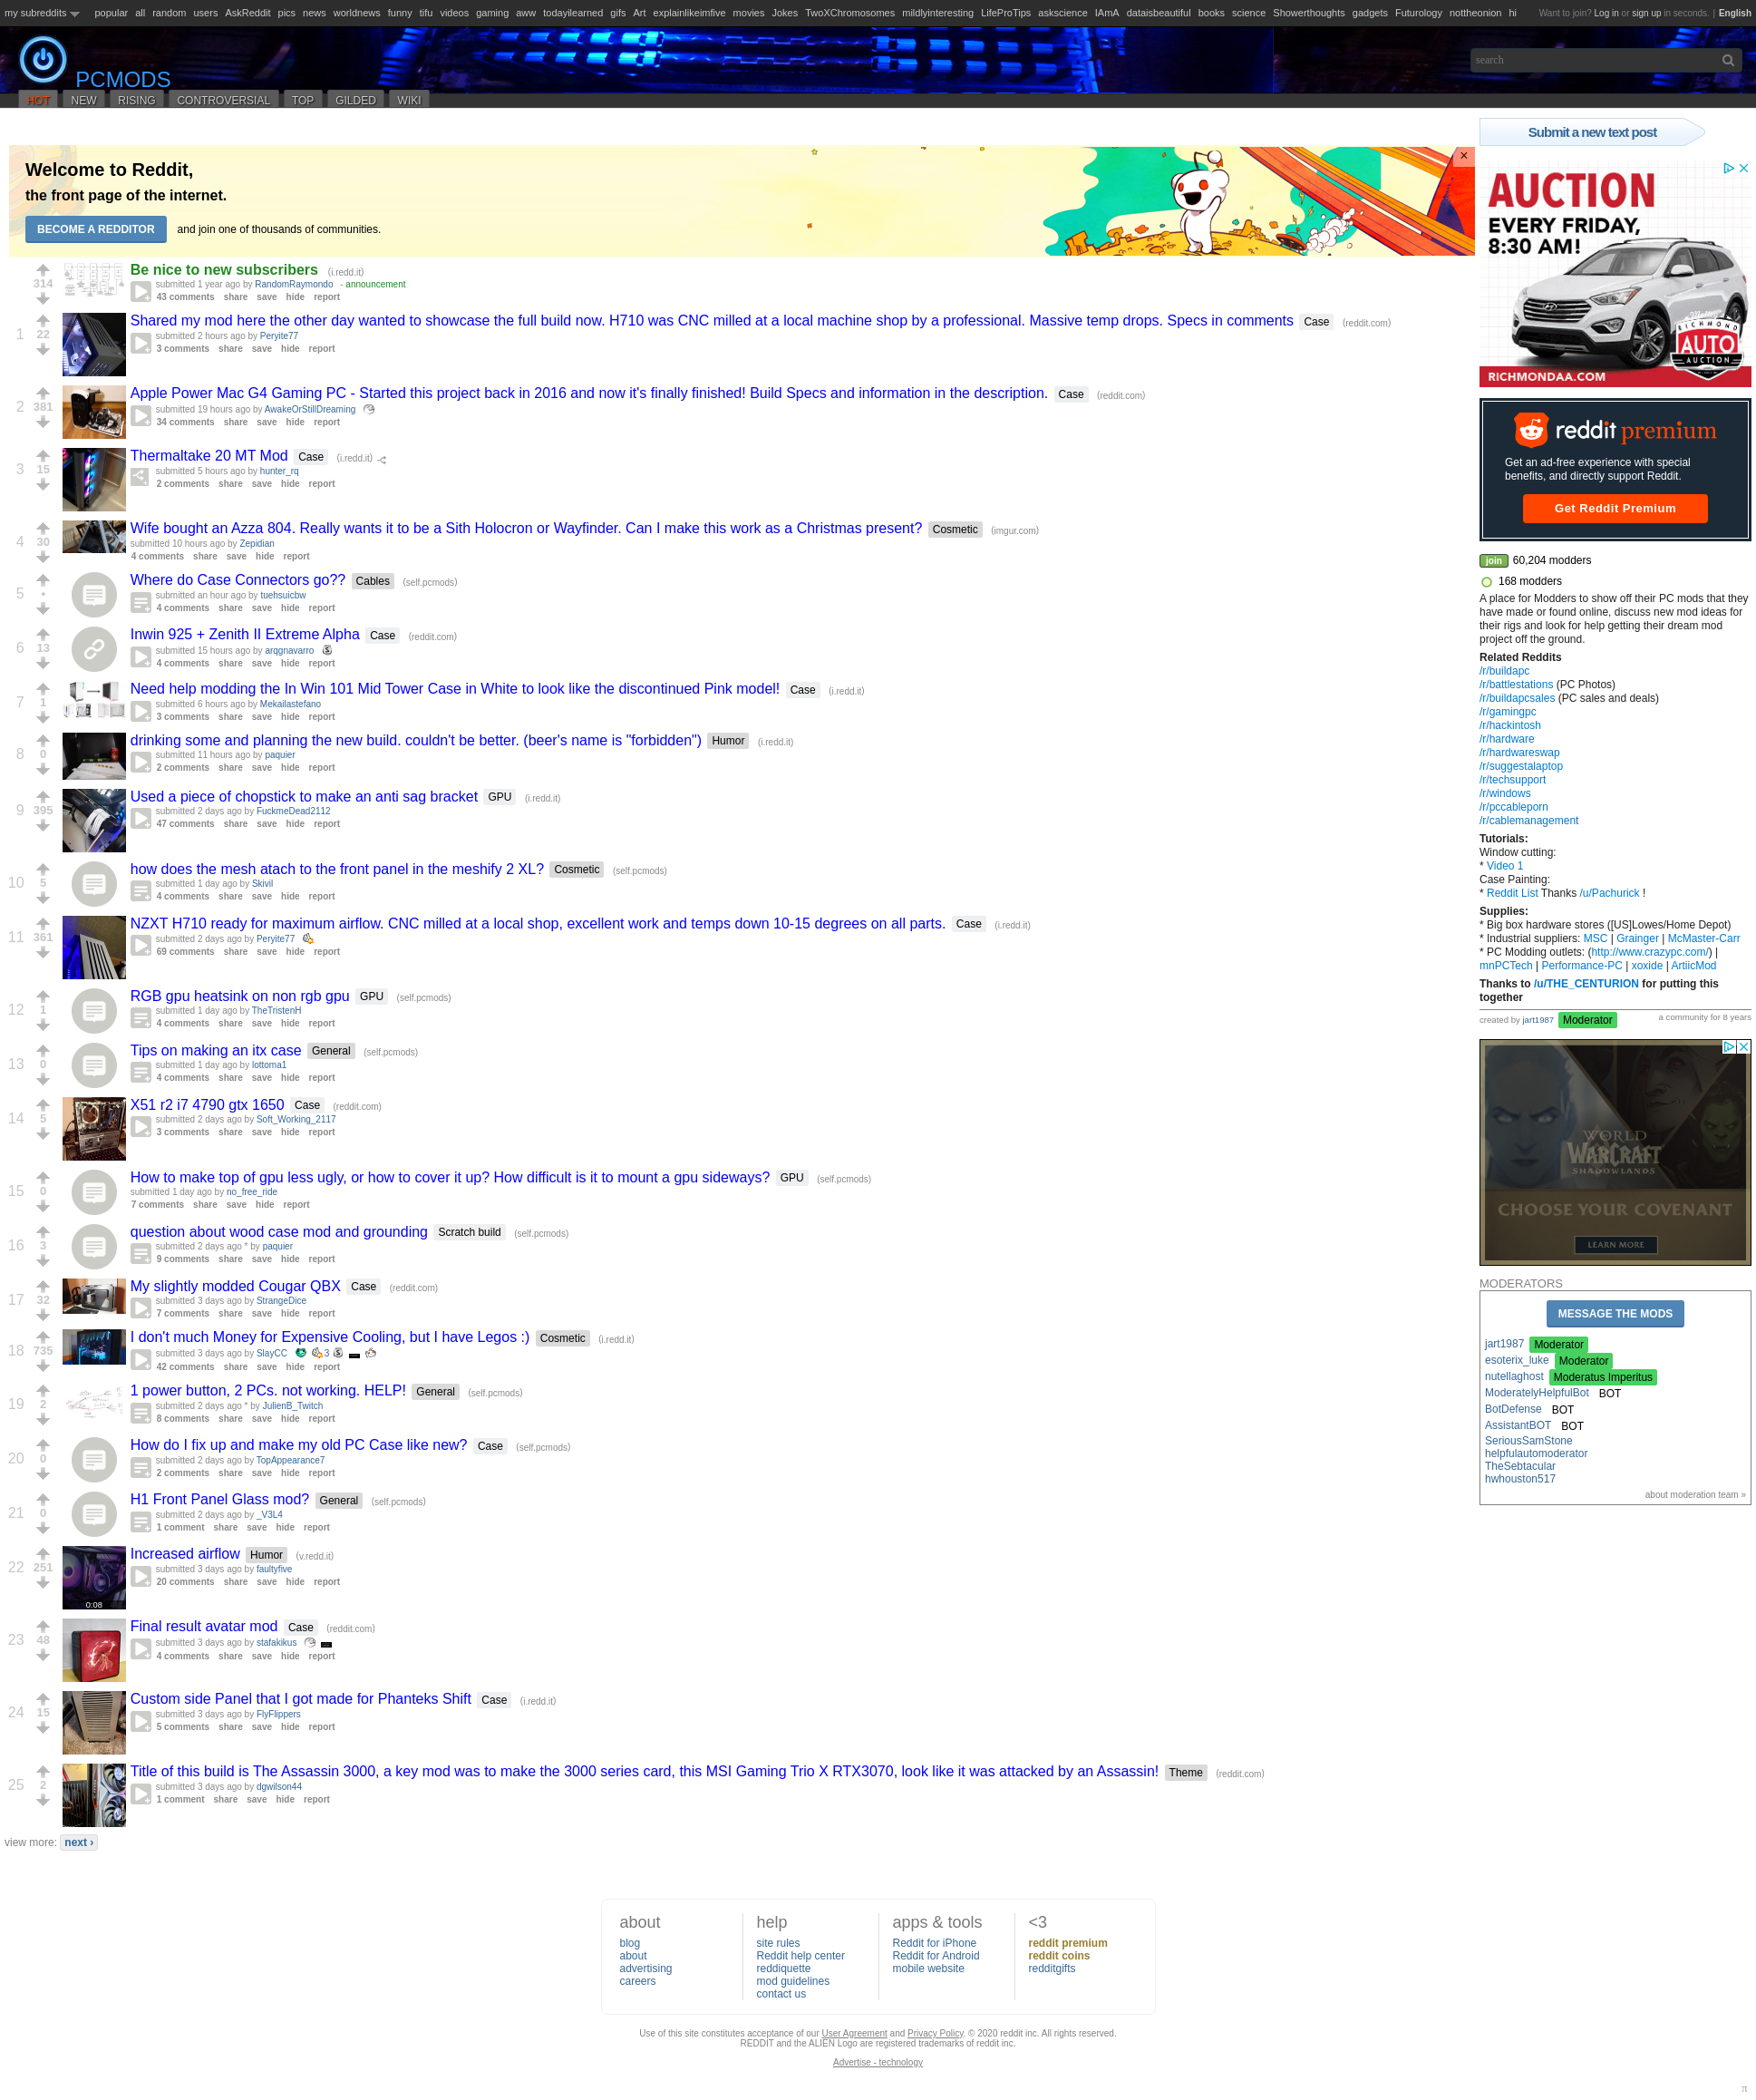 my subreddits popular all random users AskReddit pics news worldnews funny tifu videos gaming aww todayilearned gifs Art explainlikeimfive movies Jokes TwoXChromosomes mildlyinteresting LifeProTips askscience IAmA dataisbeautiful books science Showerthoughts gadgets Futurology nottheonion hi Want to join? Log in or sign up in seconds. | English
PCMODS
search
HOT NEW RISING CONTROVERSIAL TOP GILDED WIKI
Submit a new text post
Welcome to Reddit,
the front page of the internet.
BECOME A REDDITOR and join one of thousands of communities.
×
314
Be nice to new subscribers (i.redd.it)
submitted 1 year ago by RandomRaymondo - announcement
43 comments share save hide report
1
22
Shared my mod here the other day wanted to showcase the full build now. H710 was CNC milled at a local machine shop by a professional. Massive temp drops. Specs in comments Case (reddit.com)
submitted 2 hours ago by Peryite77
3 comments share save hide report
2
381
Apple Power Mac G4 Gaming PC - Started this project back in 2016 and now it's finally finished! Build Specs and information in the description. Case (reddit.com)
submitted 19 hours ago by AwakeOrStillDreaming
34 comments share save hide report
3
15
Thermaltake 20 MT Mod Case (i.redd.it)
submitted 5 hours ago by hunter_rq
2 comments share save hide report
4
30
Wife bought an Azza 804. Really wants it to be a Sith Holocron or Wayfinder. Can I make this work as a Christmas present? Cosmetic (imgur.com)
submitted 10 hours ago by Zepidian
4 comments share save hide report
5
•
Where do Case Connectors go?? Cables (self.pcmods)
submitted an hour ago by tuehsuicbw
4 comments share save hide report
6
13
Inwin 925 + Zenith II Extreme Alpha Case (reddit.com)
submitted 15 hours ago by arqgnavarro
4 comments share save hide report
7
1
Need help modding the In Win 101 Mid Tower Case in White to look like the discontinued Pink model! Case (i.redd.it)
submitted 6 hours ago by Mekailastefano
3 comments share save hide report
8
0
drinking some and planning the new build. couldn't be better. (beer's name is "forbidden") Humor (i.redd.it)
submitted 11 hours ago by paquier
2 comments share save hide report
9
395
Used a piece of chopstick to make an anti sag bracket GPU (i.redd.it)
submitted 2 days ago by FuckmeDead2112
47 comments share save hide report
10
5
how does the mesh atach to the front panel in the meshify 2 XL? Cosmetic (self.pcmods)
submitted 1 day ago by Skivil
4 comments share save hide report
11
361
NZXT H710 ready for maximum airflow. CNC milled at a local shop, excellent work and temps down 10-15 degrees on all parts. Case (i.redd.it)
submitted 2 days ago by Peryite77
69 comments share save hide report
12
1
RGB gpu heatsink on non rgb gpu GPU (self.pcmods)
submitted 1 day ago by TheTristenH
4 comments share save hide report
13
0
Tips on making an itx case General (self.pcmods)
submitted 1 day ago by lottoma1
4 comments share save hide report
14
5
X51 r2 i7 4790 gtx 1650 Case (reddit.com)
submitted 2 days ago by Soft_Working_2117
3 comments share save hide report
15
0
How to make top of gpu less ugly, or how to cover it up? How difficult is it to mount a gpu sideways? GPU (self.pcmods)
submitted 1 day ago by no_free_ride
7 comments share save hide report
16
3
question about wood case mod and grounding Scratch build (self.pcmods)
submitted 2 days ago * by paquier
9 comments share save hide report
17
32
My slightly modded Cougar QBX Case (reddit.com)
submitted 3 days ago by StrangeDice
7 comments share save hide report
18
735
I don't much Money for Expensive Cooling, but I have Legos :) Cosmetic (i.redd.it)
submitted 3 days ago by SlayCC 3
42 comments share save hide report
19
2
1 power button, 2 PCs. not working. HELP! General (self.pcmods)
submitted 2 days ago * by JulienB_Twitch
8 comments share save hide report
20
0
How do I fix up and make my old PC Case like new? Case (self.pcmods)
submitted 2 days ago by TopAppearance7
2 comments share save hide report
21
0
H1 Front Panel Glass mod? General (self.pcmods)
submitted 2 days ago by _V3L4
1 comment share save hide report
22
251
0:08
Increased airflow Humor (v.redd.it)
submitted 3 days ago by faultyfive
20 comments share save hide report
23
48
Final result avatar mod Case (reddit.com)
submitted 3 days ago by stafakikus
4 comments share save hide report
24
15
Custom side Panel that I got made for Phanteks Shift Case (i.redd.it)
submitted 3 days ago by FlyFlippers
5 comments share save hide report
25
2
Title of this build is The Assassin 3000, a key mod was to make the 3000 series card, this MSI Gaming Trio X RTX3070, look like it was attacked by an Assassin! Theme (reddit.com)
submitted 3 days ago by dgwilson44
1 comment share save hide report
view more: next ›
AUCTION
EVERY FRIDAY,
8:30 AM!
RICHMOND
AUTO
AUCTION
RICHMONDAA.COM
reddit premium
Get an ad-free experience with special
benefits, and directly support Reddit.
Get Reddit Premium
join 60,204 modders
168 modders
A place for Modders to show off their PC mods that they
have made or found online, discuss new mod ideas for
their rigs and look for help getting their dream mod
project off the ground.
Related Reddits
/r/buildapc
/r/battlestations (PC Photos)
/r/buildapcsales (PC sales and deals)
/r/gamingpc
/r/hackintosh
/r/hardware
/r/hardwareswap
/r/suggestalaptop
/r/techsupport
/r/windows
/r/pccableporn
/r/cablemanagement
Tutorials:
Window cutting:
* Video 1
Case Painting:
* Reddit List Thanks /u/Pachurick !
Supplies:
* Big box hardware stores ([US]Lowes/Home Depot)
* Industrial suppliers: MSC | Grainger | McMaster-Carr
* PC Modding outlets: (http://www.crazypc.com/) |
mnPCTech | Performance-PC | xoxide | ArtiicMod
Thanks to /u/THE_CENTURION for putting this
together
created by jart1987 Moderator a community for 8 years
WORLD
WARCRAFT
SHADOWLANDS
CHOOSE YOUR COVENANT
LEARN MORE
MODERATORS
MESSAGE THE MODS
jart1987 Moderator
esoterix_luke Moderator
nutellaghost Moderatus Imperitus
ModeratelyHelpfulBot BOT
BotDefense BOT
AssistantBOT BOT
SeriousSamStone
helpfulautomoderator
TheSebtacular
hwhouston517
about moderation team »
about
blog
about
advertising
careers
help
site rules
Reddit help center
reddiquette
mod guidelines
contact us
apps & tools
Reddit for iPhone
Reddit for Android
mobile website
<3
reddit premium
reddit coins
redditgifts
Use of this site constitutes acceptance of our User Agreement and Privacy Policy. © 2020 reddit inc. All rights reserved.
REDDIT and the ALIEN Logo are registered trademarks of reddit inc.
Advertise - technology
π